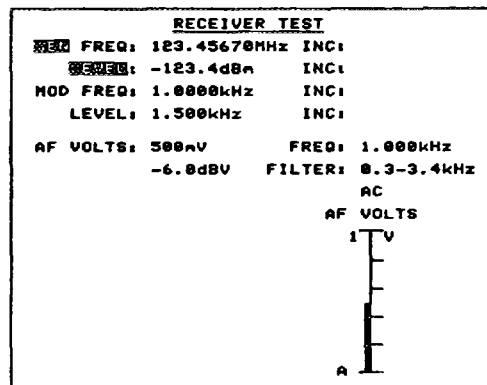 RECEIVER TEST
FREQ: 123.45670MHz INC:
-123.4dBm INC:
MOD FREQ: 1.0000kHz INC:
LEVEL: 1.500kHz INC:
AF VOLTS: 500mV FREQ: 1.000kHz
-6.0dBV FILTER: 0.3-3.4kHz
AC
AF VOLTS
1 V
A